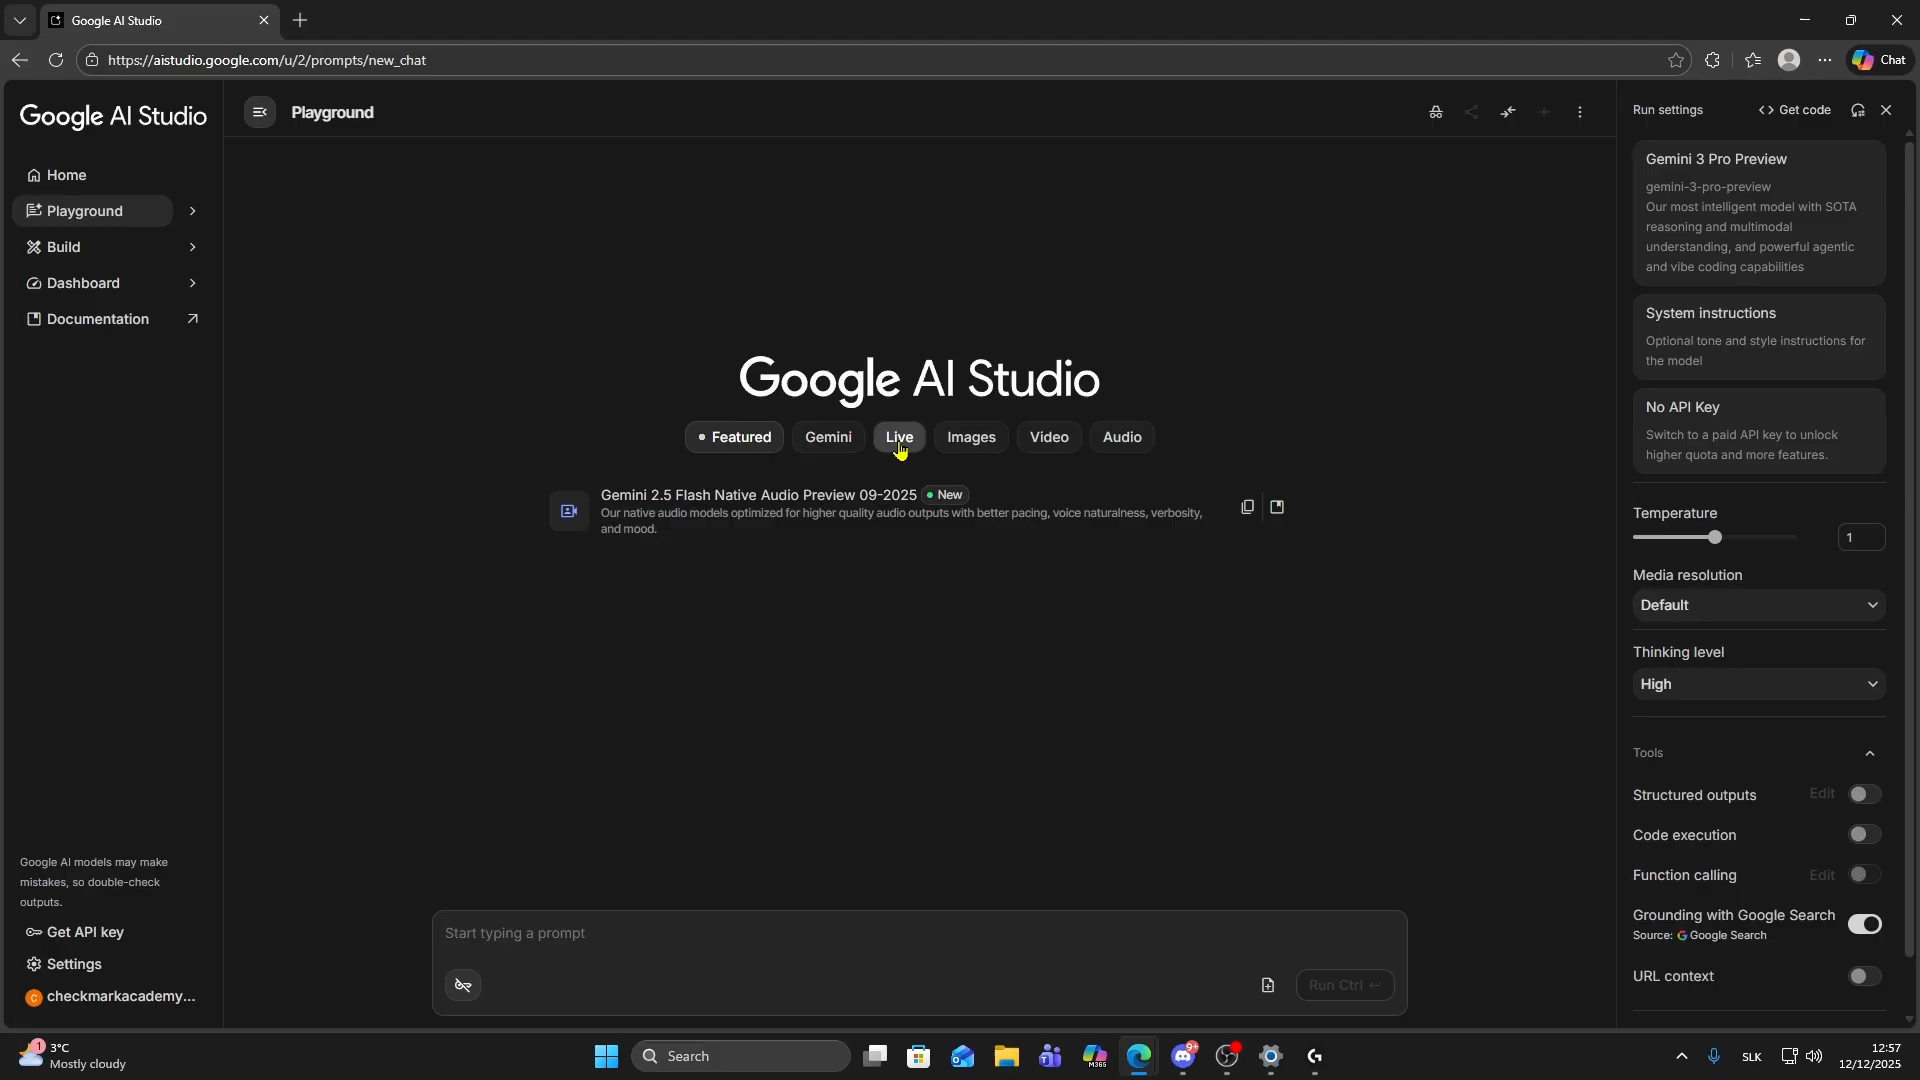 Google AI Studio
https://aistudio.google.com/u/2/prompts/new_chat
Chat
Google AI Studio
Home
Playground
Build
Dashboard
Documentation
Google AI models may make
mistakes, so double-check
outputs.
Get API key
Settings
C
checkmarkacademy...
Playground
Google AI Studio
Featured
Gemini
Live
Images
Video
Audio
Gemini 2.5 Flash Native Audio Preview 09-2025
New
Our native audio models optimized for higher quality audio outputs with better pacing, voice naturalness, verbosity,
and mood.
Start typing a prompt
Run Ctrl ↵
Run settings
<> Get code
Gemini 3 Pro Preview
gemini-3-pro-preview
Our most intelligent model with SOTA
reasoning and multimodal
understanding, and powerful agentic
and vibe coding capabilities
System instructions
Optional tone and style instructions for
the model
No API Key
Switch to a paid API key to unlock
higher quota and more features.
Temperature
1
Media resolution
Default
Thinking level
High
Tools
Structured outputs
Edit
Code execution
Function calling
Edit
Grounding with Google Search
Source: G Google Search
URL context
1
3°C
Mostly cloudy
Search
M365
9+
SLK
12:57
12/12/2025